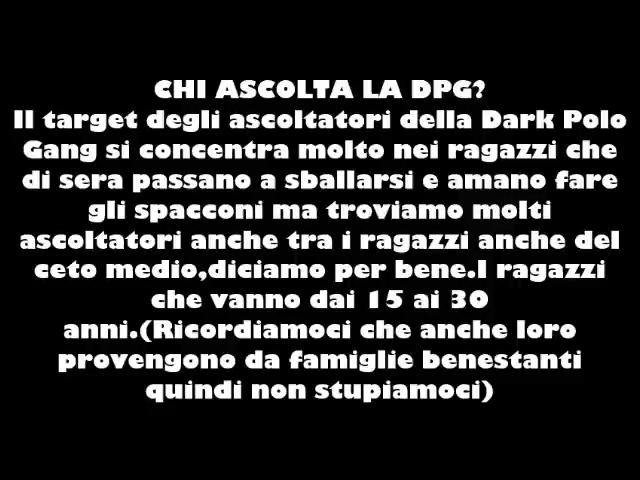 CHI ASCOLTA LA DPG?
Il target degli ascoltatori della Dark Polo
Gang si concentra molto nei ragazzi che
di sera passano a sballarsi e amano fare
gli spacconi ma troviamo molti
ascoltatori anche tra i ragazzi anche del
ceto medio,diciamo per bene.I ragazzi
che vanno dai 15 ai 30
anni.(Ricordiamoci che anche loro
provengono da famiglie benestanti
quindi non stupiamoci)